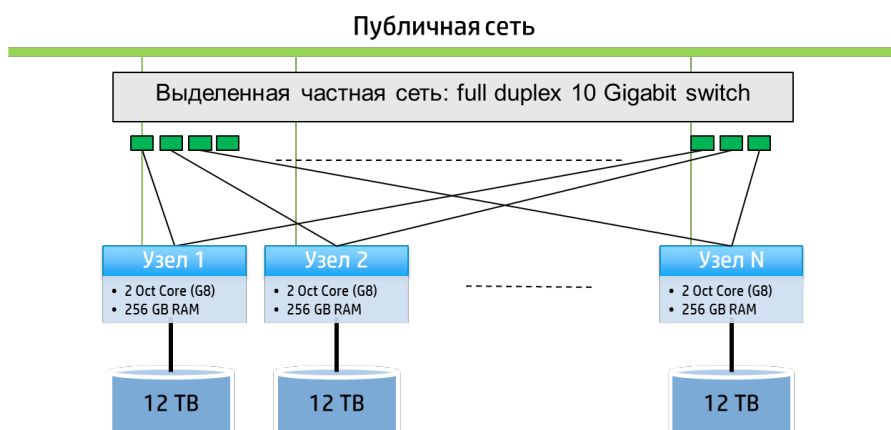 Публичная сеть
Выделенная частная сеть: full duplex 10 Gigabit switch
Узел 1
• 2 Oct Core (G8)
• 256 GB RAM
12 TB
Узел 2
• 2 Oct Core (G8)
• 256 GB RAM
12 TB
Узел N
• 2 Oct Core (G8)
• 256 GB RAM
12 TB